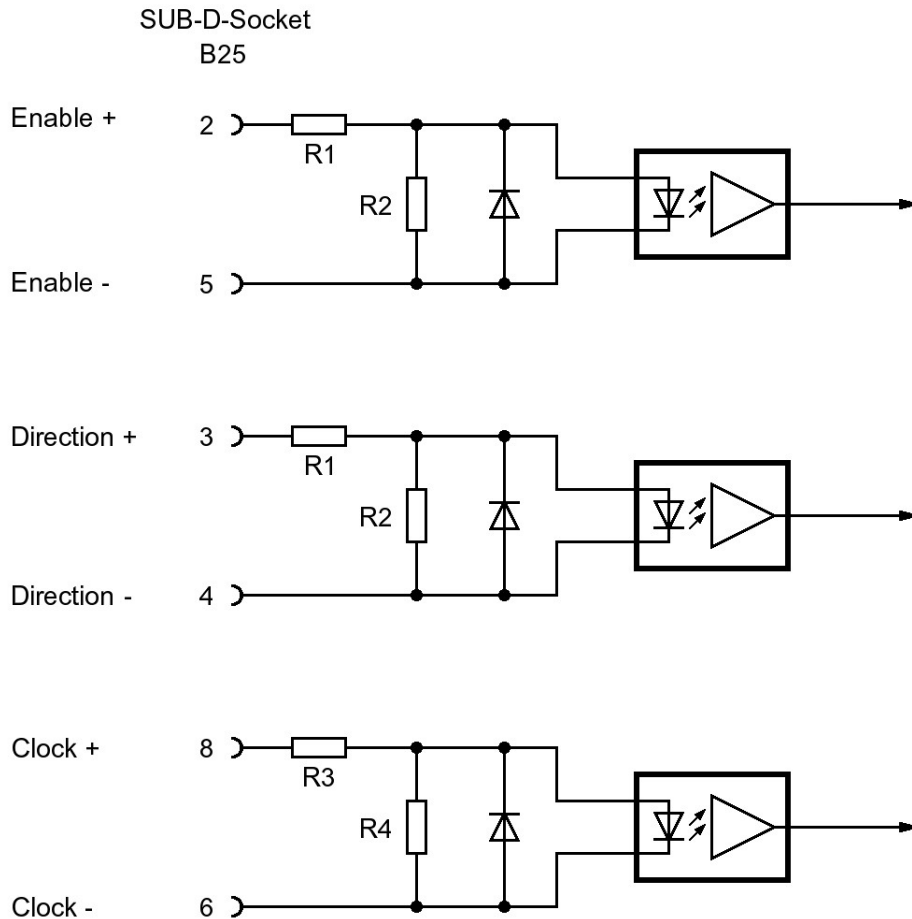 SUB-D-Socket
B25
Enable + 2
R1
R2
Enable - 5
Direction + 3
R1
R2
Direction - 4
Clock + 8
R3
R4
Clock - 6